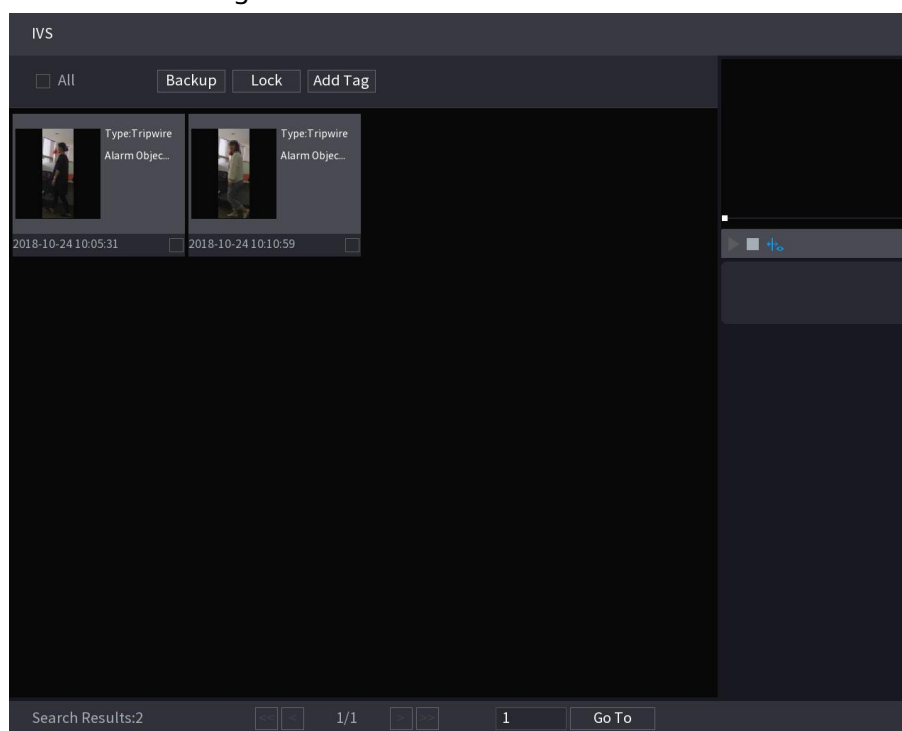 IVS
All Backup Lock Add Tag
Type:Tripwire
Alarm Objec...
2018-10-24 10:05:31
Type:Tripwire
Alarm Objec...
2018-10-24 10:10:59
Search Results:2 << < 1/1 > >> 1 Go To